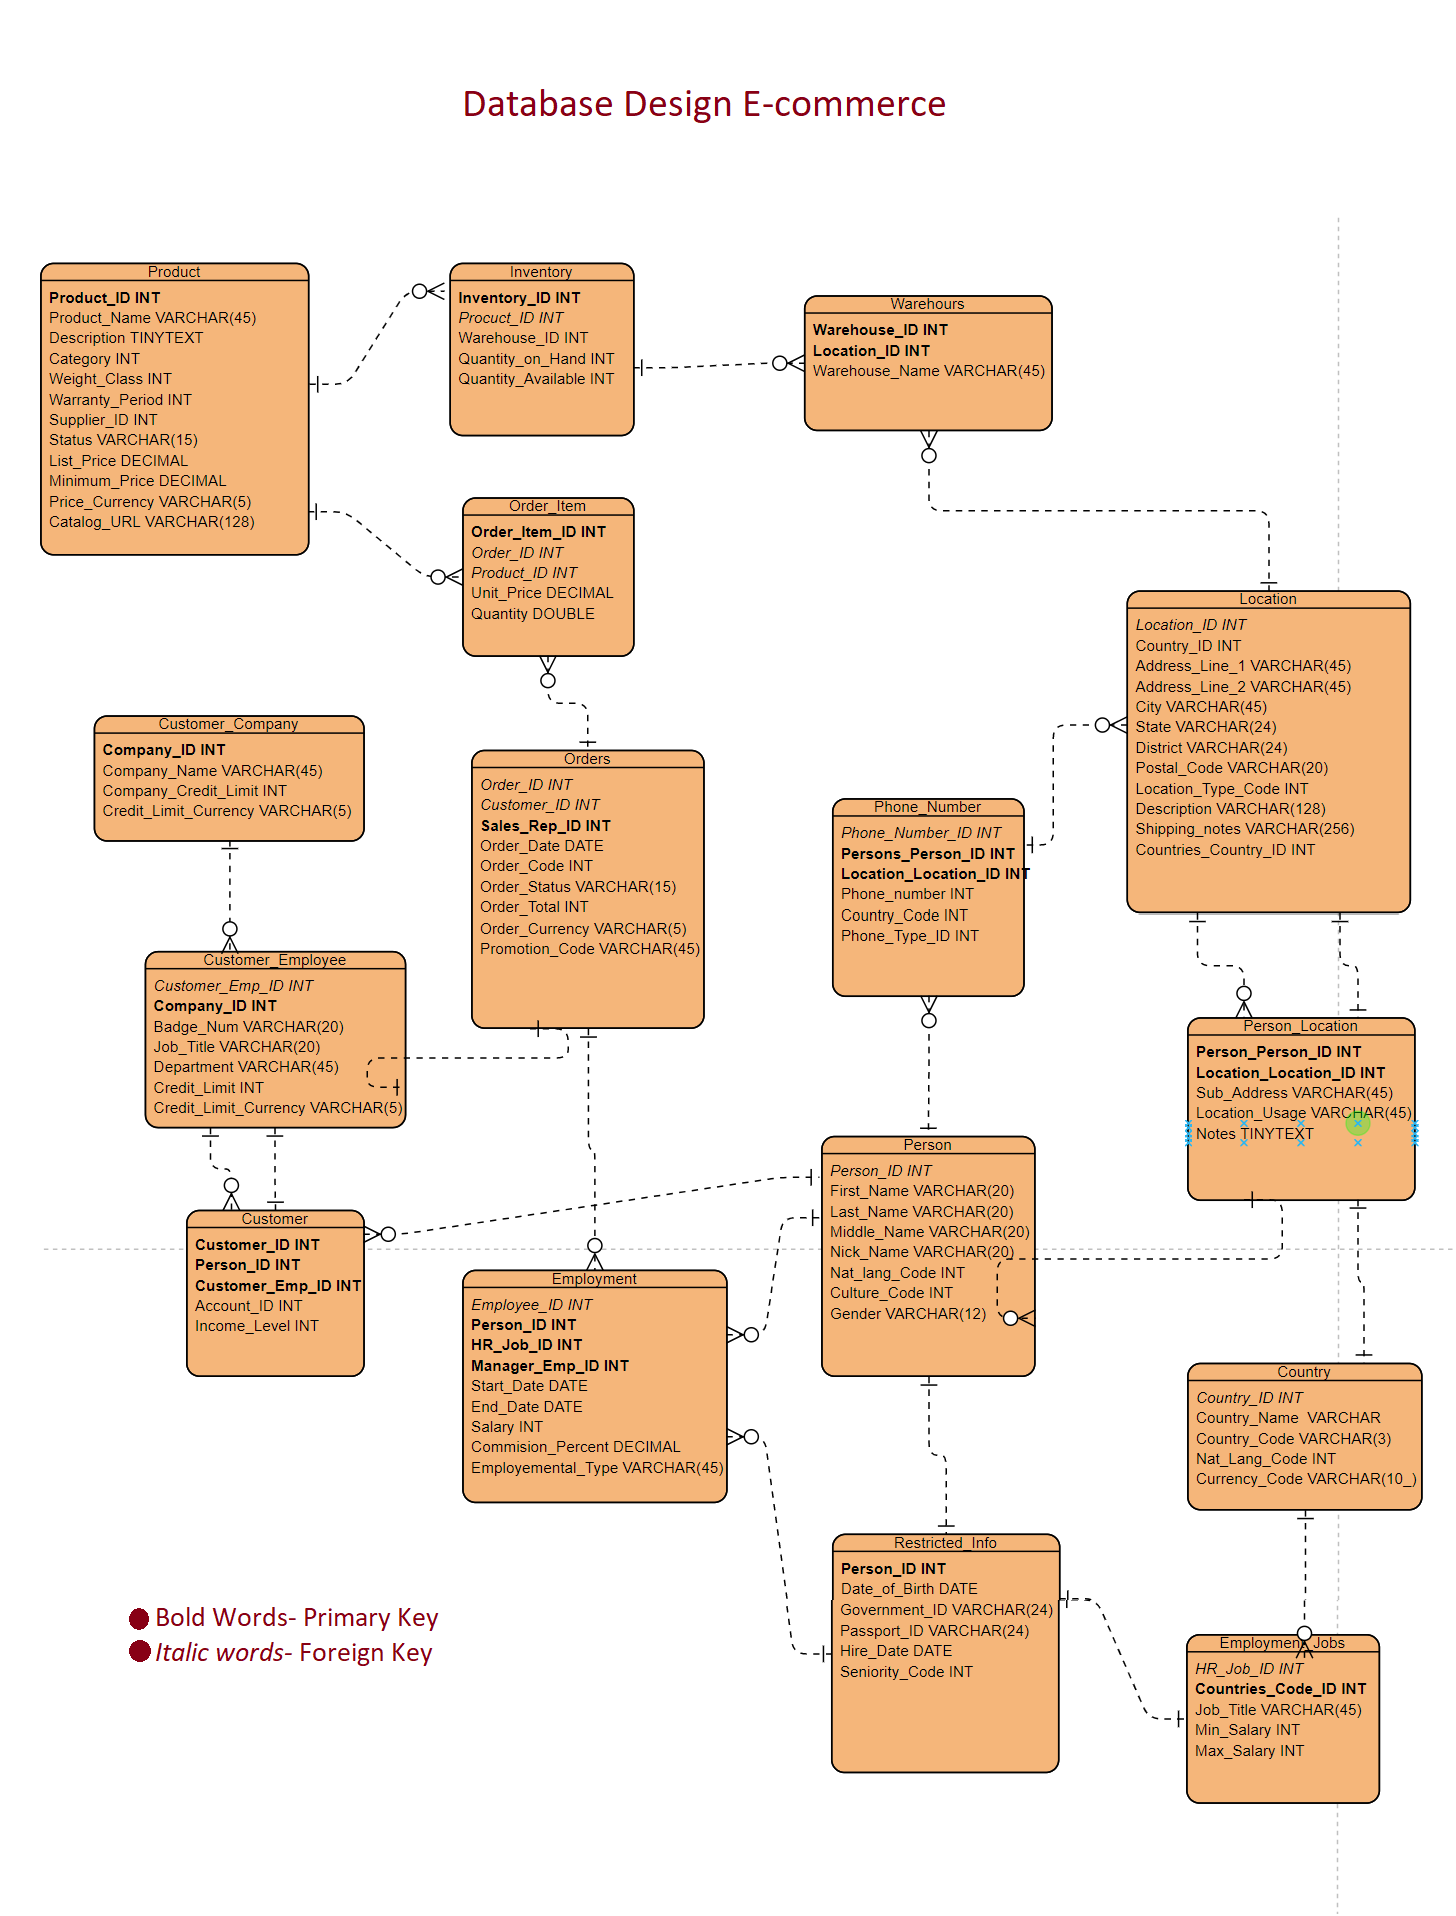 Database Design E-commerce
Product
Product_ID INT
Product_Name VARCHAR(45)
Description TINYTEXT
Category INT
Weight_Class INT
Warranty_Period INT
Supplier_ID INT
Status VARCHAR(15)
List_Price DECIMAL
Minimum_Price DECIMAL
Price_Currency VARCHAR(5)
Catalog_URL VARCHAR(128)
Inventory
Inventory_ID INT
Procuct_ID INT
Warehouse_ID INT
Quantity_on_Hand INT
Quantity_Available INT
Warehours
Warehouse_ID INT
Location_ID INT
Warehouse_Name VARCHAR(45)
Order_Item
Order_Item_ID INT
Order_ID INT
Product_ID INT
Unit_Price DECIMAL
Quantity DOUBLE
Location
Location_ID INT
Country_ID INT
Address_Line_1 VARCHAR(45)
Address_Line_2 VARCHAR(45)
City VARCHAR(45)
State VARCHAR(24)
District VARCHAR(24)
Postal_Code VARCHAR(20)
Location_Type_Code INT
Description VARCHAR(128)
Shipping_notes VARCHAR(256)
Countries_Country_ID INT
Customer_Company
Company_ID INT
Company_Name VARCHAR(45)
Company_Credit_Limit INT
Credit_Limit_Currency VARCHAR(5)
Orders
Order_ID INT
Customer_ID INT
Sales_Rep_ID INT
Order_Date DATE
Order_Code INT
Order_Status VARCHAR(15)
Order_Total INT
Order_Currency VARCHAR(5)
Promotion_Code VARCHAR(45)
Phone_Number
Phone_Number_ID INT
Persons_Person_ID INT
Location_Location_ID INT
Phone_number INT
Country_Code INT
Phone_Type_ID INT
Customer_Employee
Customer_Emp_ID INT
Company_ID INT
Badge_Num VARCHAR(20)
Job_Title VARCHAR(20)
Department VARCHAR(45)
Credit_Limit INT
Credit_Limit_Currency VARCHAR(5)
Person_Location
Person_Person_ID INT
Location_Location_ID INT
Sub_Address VARCHAR(45)
Location_Usage VARCHAR(45)
Notes TINYTEXT
Person
Person_ID INT
First_Name VARCHAR(20)
Last_Name VARCHAR(20)
Middle_Name VARCHAR(20)
Nick_Name VARCHAR(20)
Nat_lang_Code INT
Culture_Code INT
Gender VARCHAR(12)
Customer
Customer_ID INT
Person_ID INT
Customer_Emp_ID INT
Account_ID INT
Income_Level INT
Employment
Employee_ID INT
Person_ID INT
HR_Job_ID INT
Manager_Emp_ID INT
Start_Date DATE
End_Date DATE
Salary INT
Commision_Percent DECIMAL
Employemental_Type VARCHAR(45)
Country
Country_ID INT
Country_Name  VARCHAR
Country_Code VARCHAR(3)
Nat_Lang_Code INT
Currency_Code VARCHAR(10_)
Restricted_Info
Person_ID INT
Date_of_Birth DATE
Government_ID VARCHAR(24)
Passport_ID VARCHAR(24)
Hire_Date DATE
Seniority_Code INT
Employment_Jobs
HR_Job_ID INT
Countries_Code_ID INT
Job_Title VARCHAR(45)
Min_Salary INT
Max_Salary INT
Bold Words- Primary Key
Italic words- Foreign Key